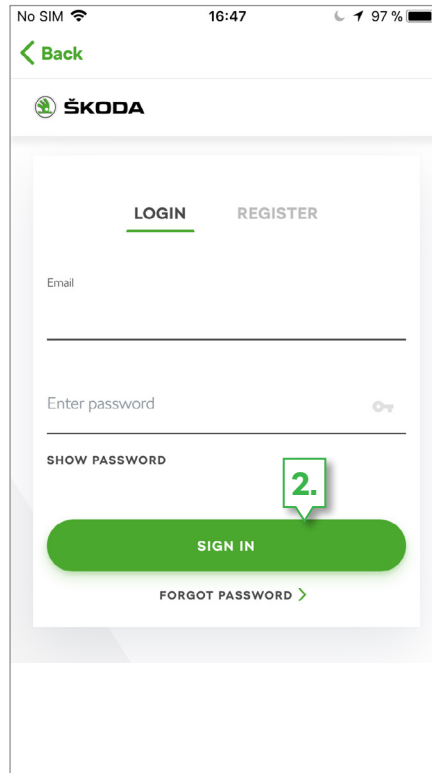 No SIM 16:47 97 %
Back
ŠKODA
LOGIN REGISTER
Email
Enter password
SHOW PASSWORD
2.
SIGN IN
FORGOT PASSWORD